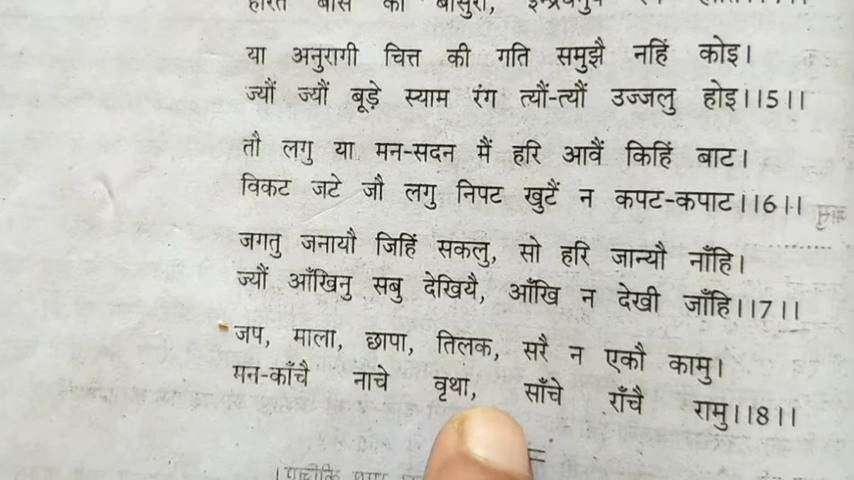 या अनुरागी चित्त की गति समुझै नहिं कोइ।
ज्यौं ज्यौं बूड़े स्याम रंग त्यौं-त्यौं उज्जलु होइ।।5।।
तौ लगु या मन-सदन मैं हरि आवैं किहिं बाट।
विकट जटे जौ लगु निपट खुटैं न कपट-कपाट।।6।।
जगतु जनायौ जिहिं सकलु, सो हरि जान्यौ नाँहि।
ज्यौं आँखिनु सबु देखियै, आँखि न देखी जाँहि।।7।।
जप, माला, छापा, तिलक, सरै न एकौ कामु।
मन-काँचै नाचे वृथा, साँचे राँचै रामु।।8।।